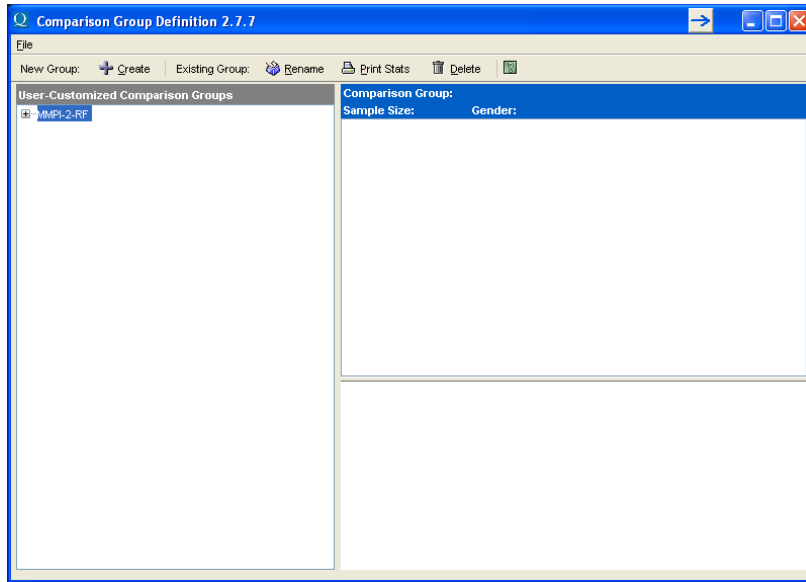 Comparison Group Definition 2.7.7
File
New Group: Create Existing Group: Rename Print Stats Delete
User-Customized Comparison Groups
MMPI-2-RF
Comparison Group:
Sample Size: Gender: